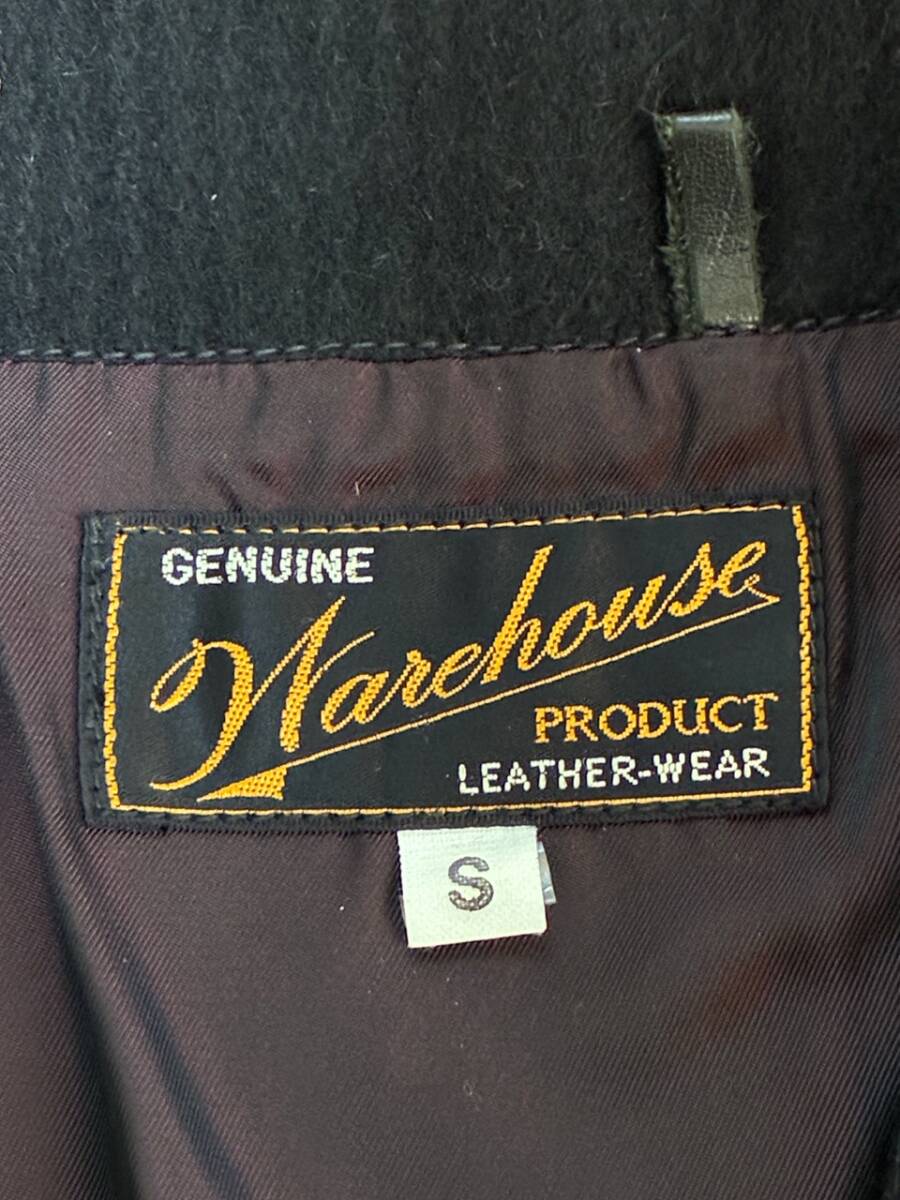 GENUINE
Warehouse
PRODUCT
LEATHER-WEAR
S